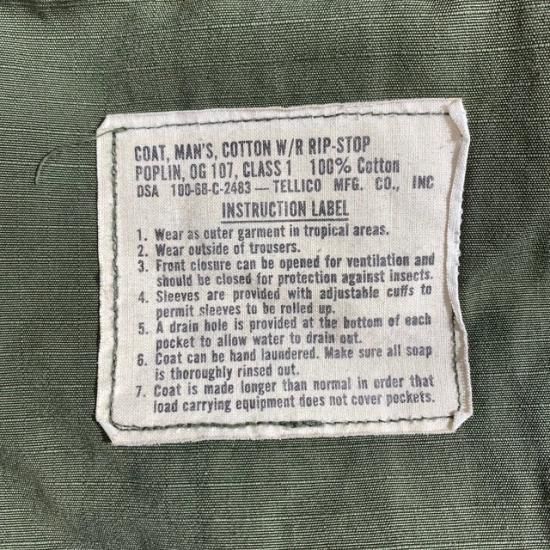 COAT, MAN'S, COTTON W/R RIP-STOP
POPLIN, OG 107, CLASS 1 100% Cotton
DSA 100-68-C-2483 — TELLICO MFG. CO., INC
INSTRUCTION LABEL
1. Wear as outer garment in tropical areas.
2. Wear outside of trousers.
3. Front closure can be opened for ventilation and
should be closed for protection against insects.
4. Sleeves are provided with adjustable cuffs to
permit sleeves to be rolled up.
5. A drain hole is provided at the bottom of each
pocket to allow water to drain out.
6. Coat can be hand laundered. Make sure all soap
is thoroughly rinsed out.
7. Coat is made longer than normal in order that
load carrying equipment does not cover pockets.